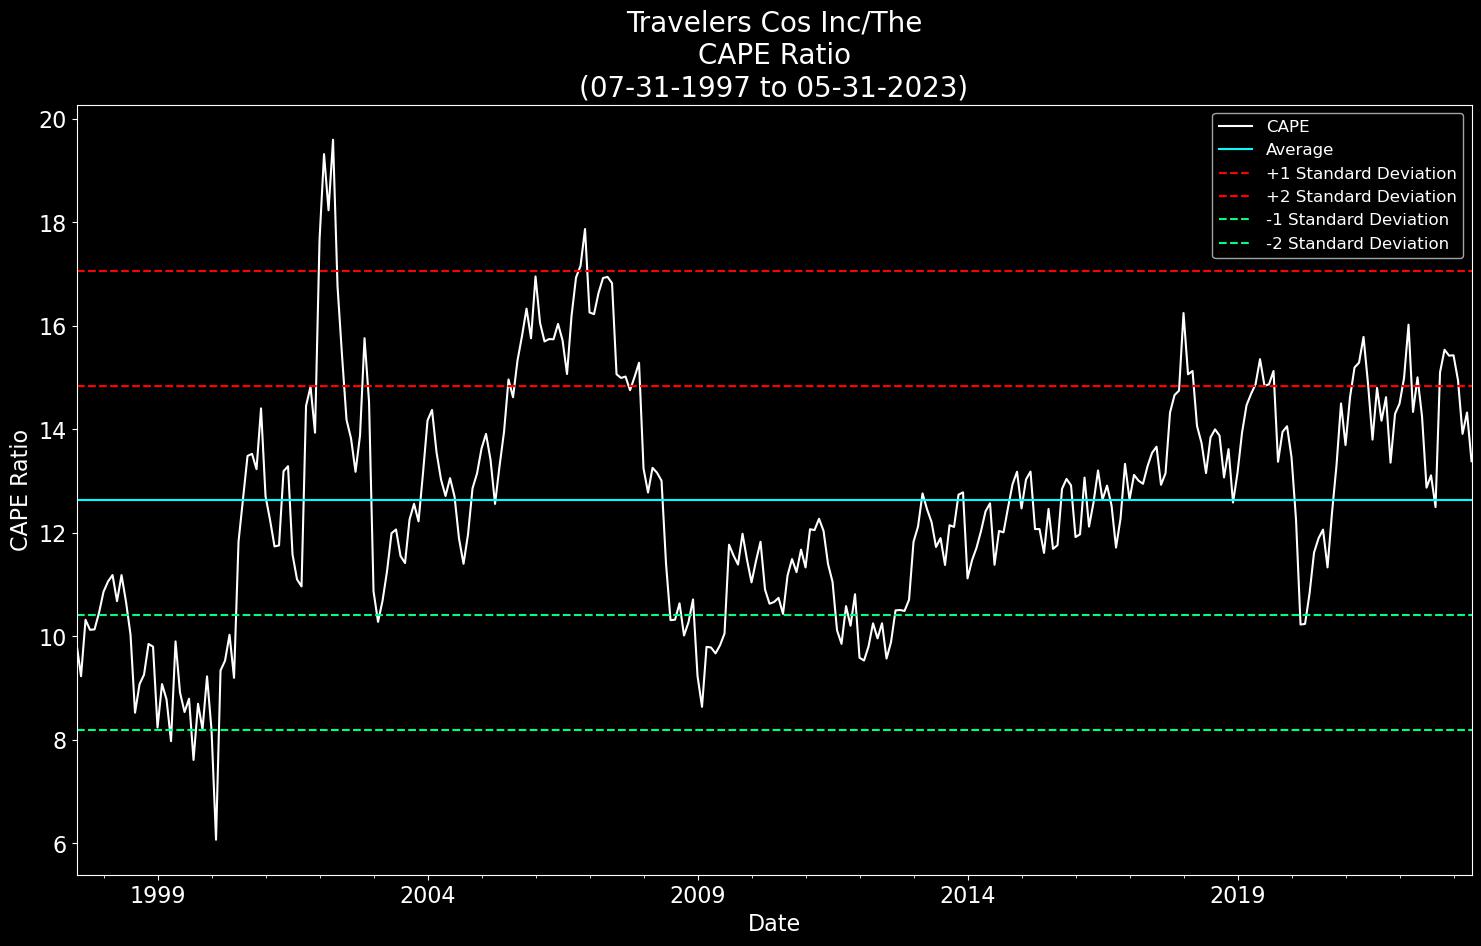 Travelers Cos Inc/The
CAPE Ratio
(07-31-1997 to 05-31-2023)
CAPE
Average
+1 Standard Deviation
+2 Standard Deviation
-1 Standard Deviation
-2 Standard Deviation
CAPE Ratio
20
18
16
14
12
10
8
6
1999
2004
2009
2014
2019
Date